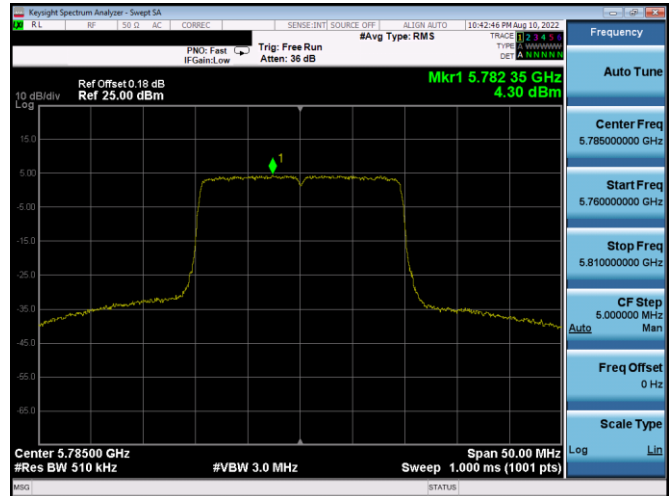 Keysight Spectrum Analyzer - Swept SA
RL RF 50 Ω AC CORREC SENSE:INT SOURCE OFF ALIGN AUTO 10:42:46 PM Aug 10, 2022
#Avg Type: RMS
TRACE 1 2 3 4 5 6
PNO: Fast Trig: Free Run
TYPE A WWWWW
IFGain:Low Atten: 36 dB
DET A N N N N N
Mkr1 5.782 35 GHz
4.30 dBm
Ref Offset 0.18 dB
10 dB/div Ref 25.00 dBm
Log
15.0
5.00
-5.00
-15.0
-25.0
-35.0
-45.0
-55.0
-65.0
1
Center 5.78500 GHz Span 50.00 MHz
#Res BW 510 kHz #VBW 3.0 MHz Sweep 1.000 ms (1001 pts)
MSG STATUS
Frequency
Auto Tune
Center Freq
5.785000000 GHz
Start Freq
5.760000000 GHz
Stop Freq
5.810000000 GHz
CF Step
5.000000 MHz
Auto Man
Freq Offset
0 Hz
Scale Type
Log Lin